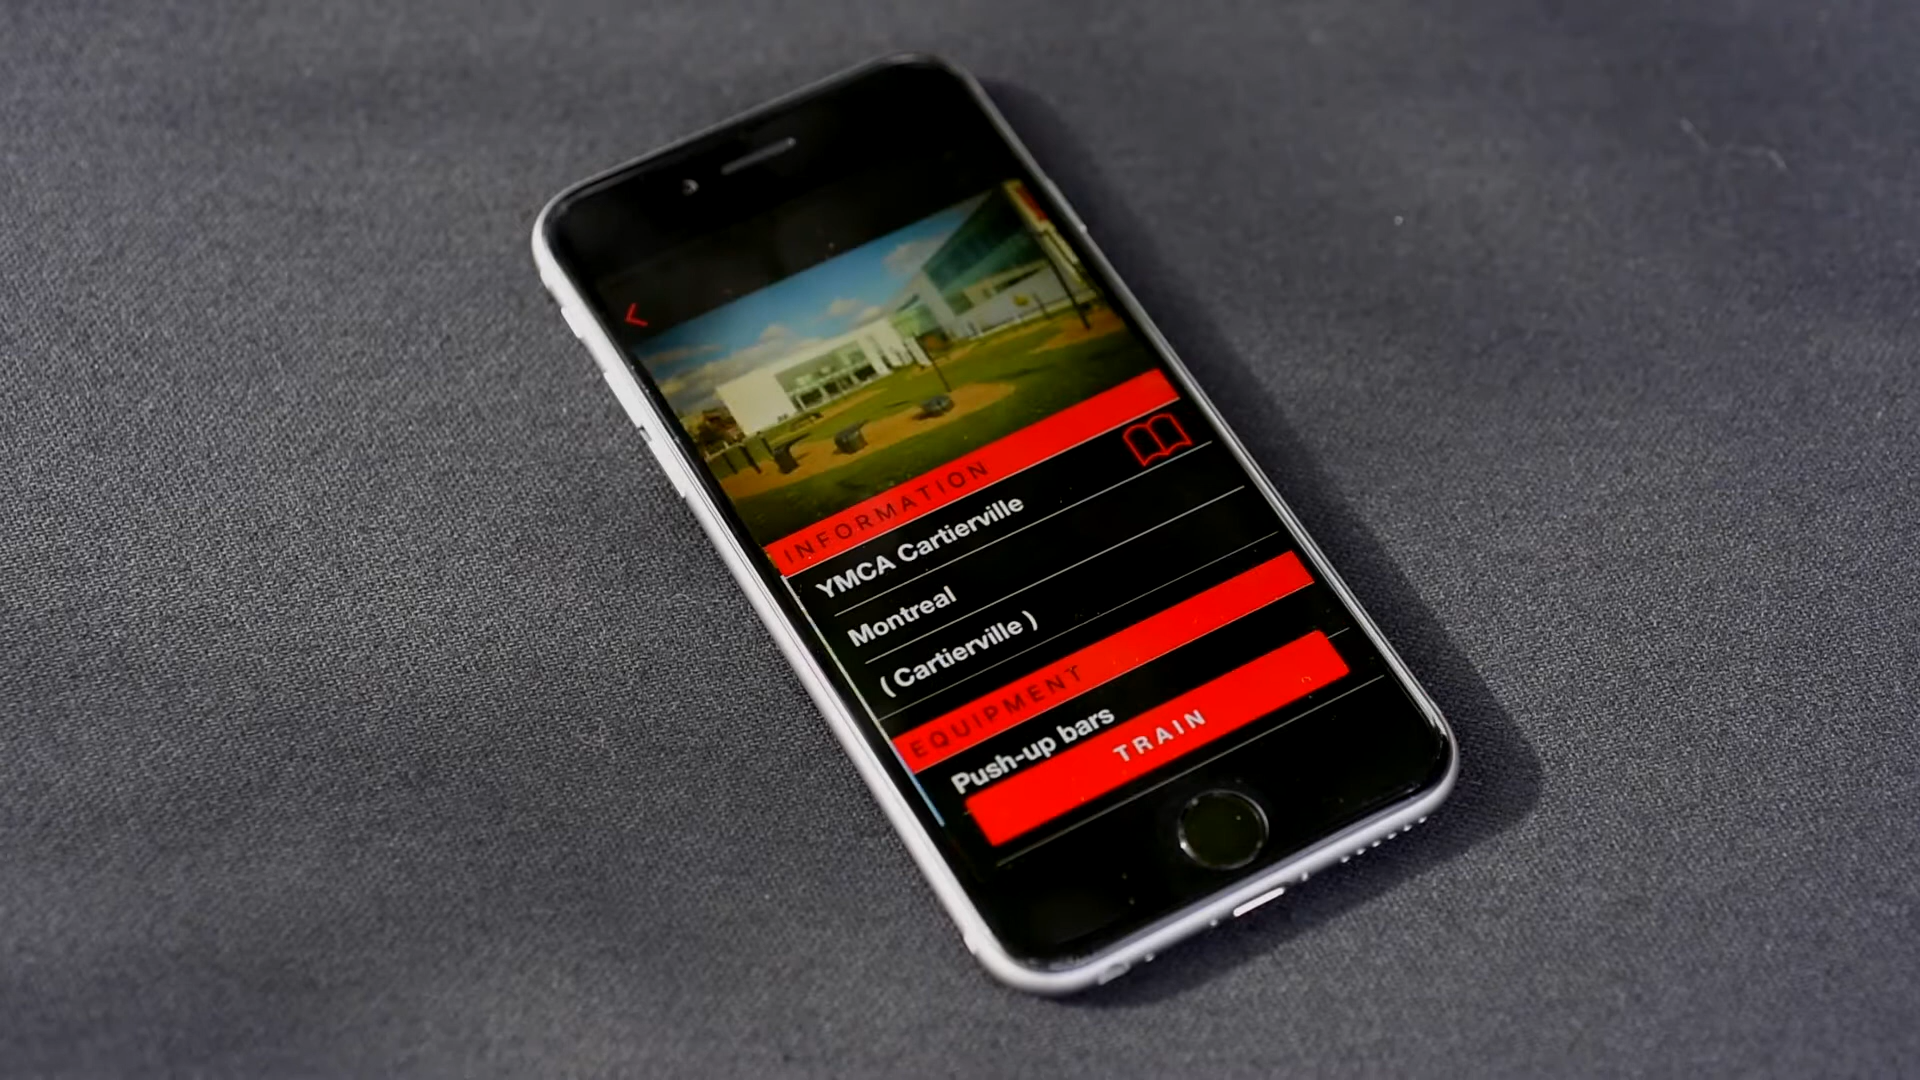 INFORMATION
YMCA Cartierville
Montreal
(Cartierville )
EQUIPMENT
Push-up bars
TRAIN